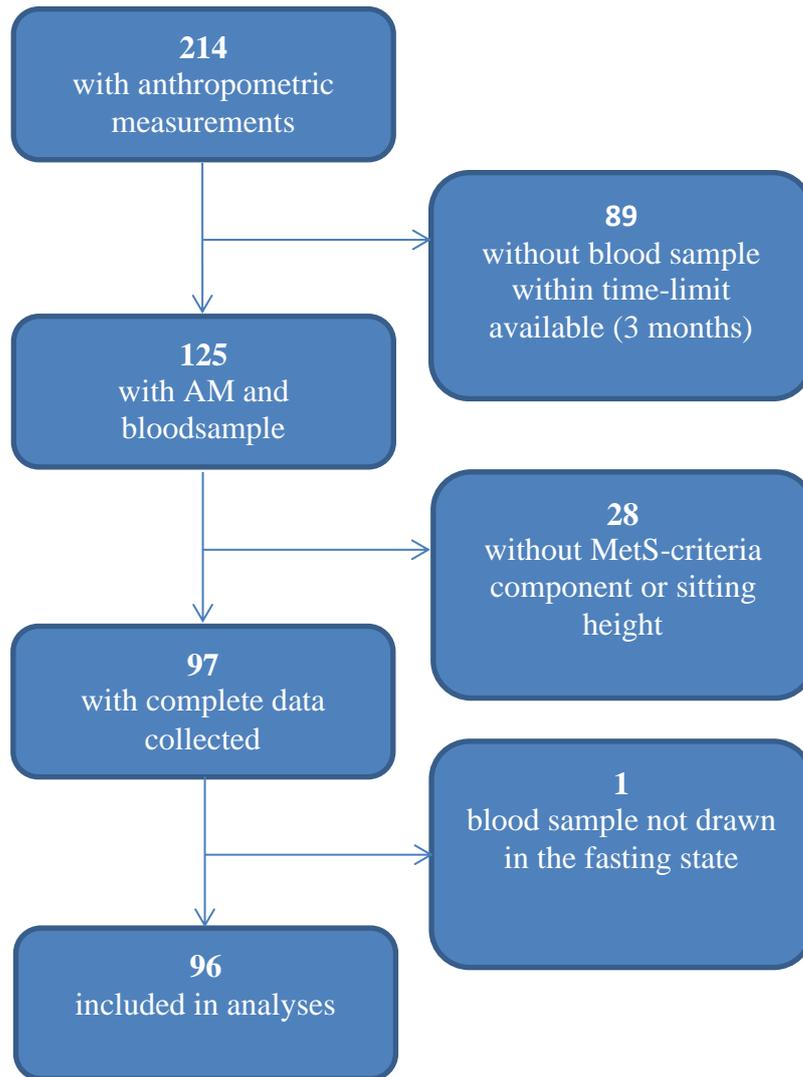 214
with anthropometric
measurements
89
without blood sample
within time-limit
available (3 months)
125
with AM and
bloodsample
28
without MetS-criteria
component or sitting
height
97
with complete data
collected
1
blood sample not drawn
in the fasting state
96
included in analyses